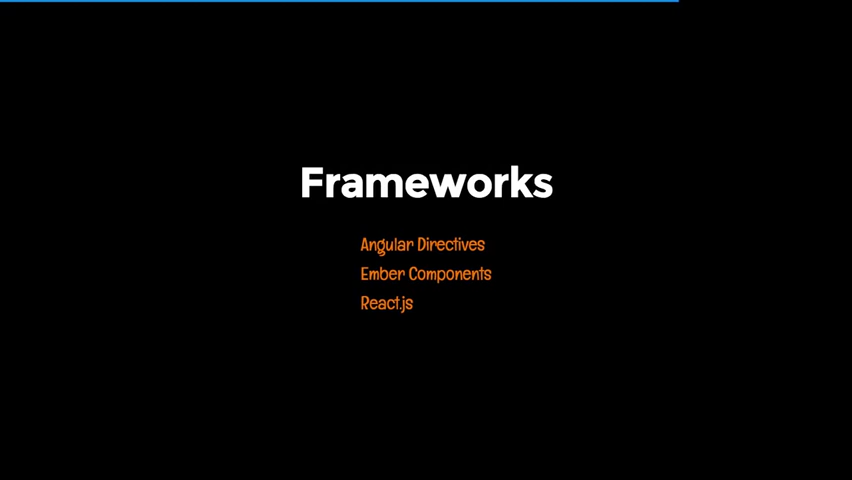 Frameworks
Angular Directives
Ember Components
React.js